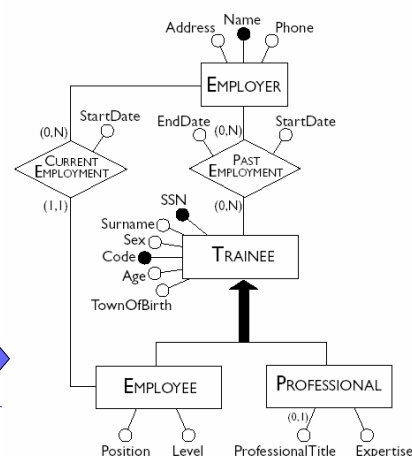 Name
Address
Phone
EMPLOYER
StartDate
EndDate
(0,N)
StartDate
(0,N)
CURRENT
EMPLOYMENT
PAST
EMPLOYMENT
(1,1)
(0,N)
SSN
Surname
Sex
Code
Age
TownOfBirth
TRAINEE
EMPLOYEE
PROFESSIONAL
(0,1)
Position
Level
ProfessionalTitle
Expertise